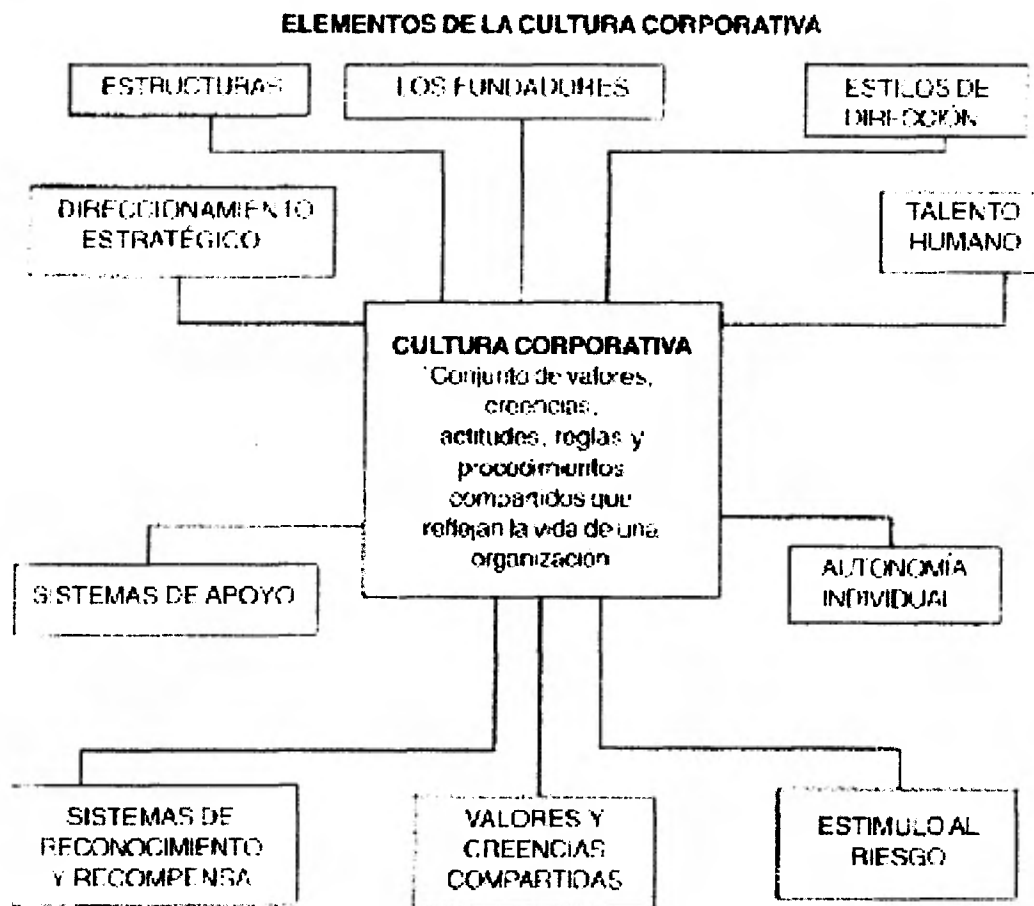 ELEMENTOS DE LA CULTURA CORPORATIVA
ESTRUCTURAS
LOS FUNDADORES
ESTILOS DE
DIRECCIÓN
DIRECCIONAMIENTO
ESTRATÉGICO
TALENTO
HUMANO
CULTURA CORPORATIVA
"Conjunto de valores,
creencias,
actitudes, reglas y
procedimientos
compartidos que
reflejan la vida de una
organización
SISTEMAS DE APOYO
AUTONOMÍA
INDIVIDUAL
SISTEMAS DE
RECONOCIMIENTO
Y RECOMPENSA
VALORES Y
CREENCIAS
COMPARTIDAS
ESTIMULO AL
RIESGO